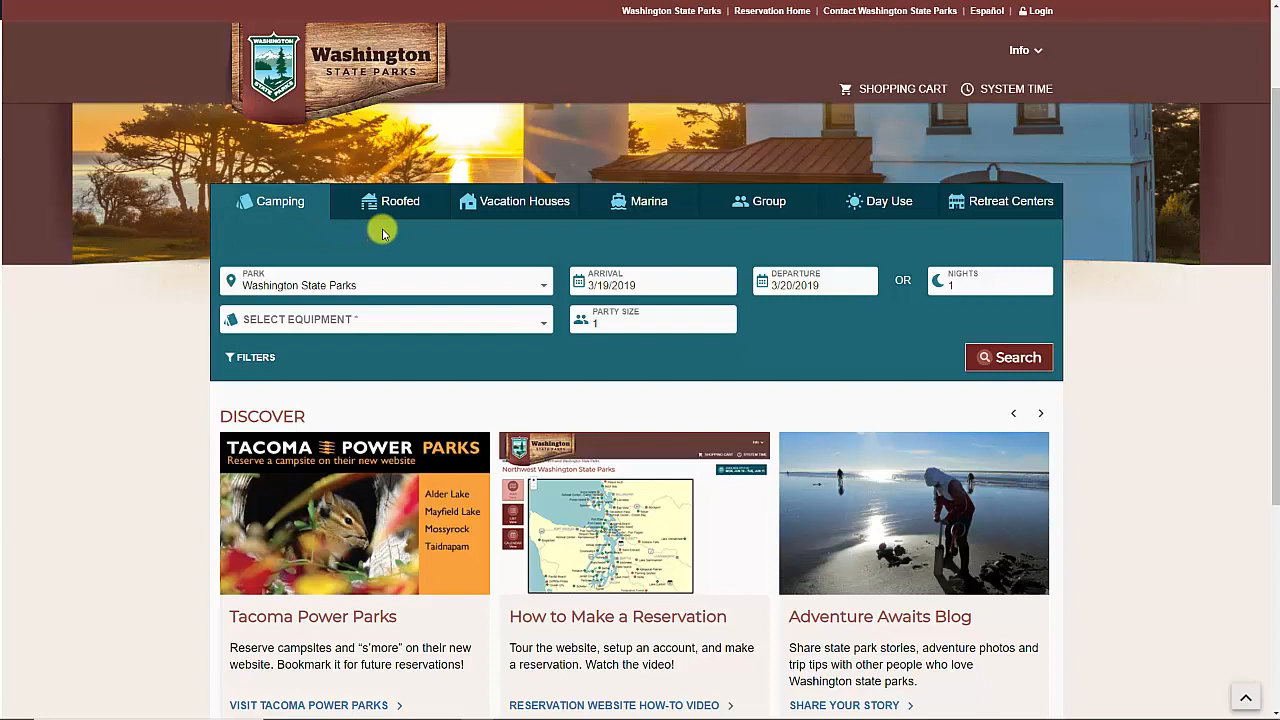 Washington State Parks | Reservation Home | Contact Washington State Parks | Español | Login
WASHINGTON
STATE PARKS
Washington
STATE PARKS
Info
SHOPPING CART
SYSTEM TIME
Camping
Roofed
Vacation Houses
Marina
Group
Day Use
Retreat Centers
PARK
Washington State Parks
ARRIVAL
3/19/2019
DEPARTURE
3/20/2019
OR
NIGHTS
1
SELECT EQUIPMENT *
PARTY SIZE
1
FILTERS
Search
DISCOVER
TACOMA POWER PARKS
Reserve a campsite on their new website
Alder Lake
Mayfield Lake
Mossyrock
Taidnapam
Washington
Northwest Washington State Parks
Tacoma Power Parks
Reserve campsites and “s’more” on their new
website. Bookmark it for future reservations!
VISIT TACOMA POWER PARKS
How to Make a Reservation
Tour the website, setup an account, and make
a reservation. Watch the video!
RESERVATION WEBSITE HOW-TO VIDEO
Adventure Awaits Blog
Share state park stories, adventure photos and
trip tips with other people who love
Washington state parks.
SHARE YOUR STORY